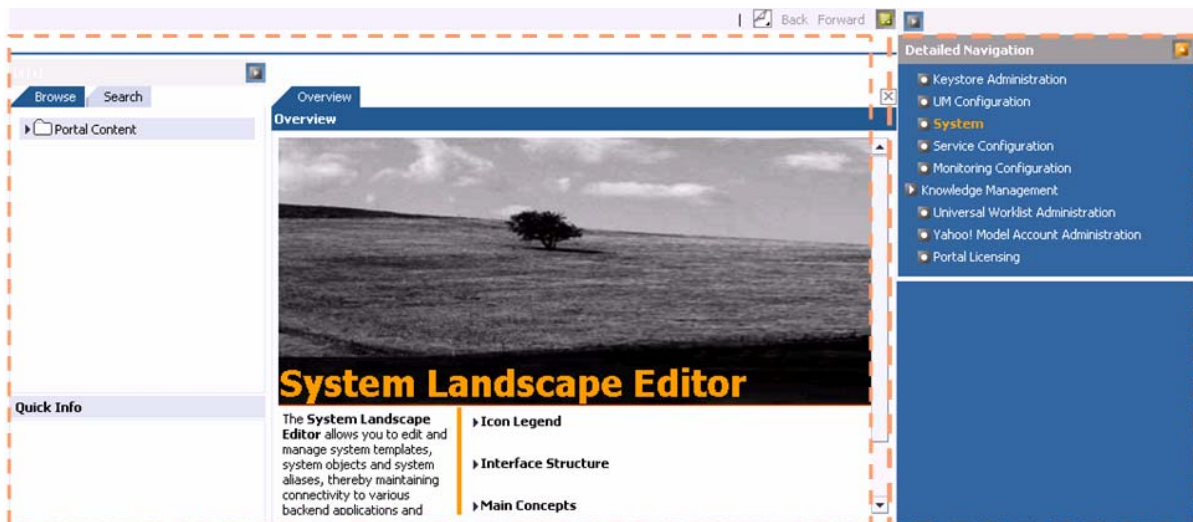 | Back Forward
Detailed Navigation
Keystore Administration
UM Configuration
System
Service Configuration
Monitoring Configuration
Knowledge Management
Universal Worklist Administration
Yahoo! Model Account Administration
Portal Licensing
Browse Search
Portal Content
Quick Info
Overview
Overview
System Landscape Editor
The System Landscape
Editor allows you to edit and
manage system templates,
system objects and system
aliases, thereby maintaining
connectivity to various
backend applications and
Icon Legend
Interface Structure
Main Concepts